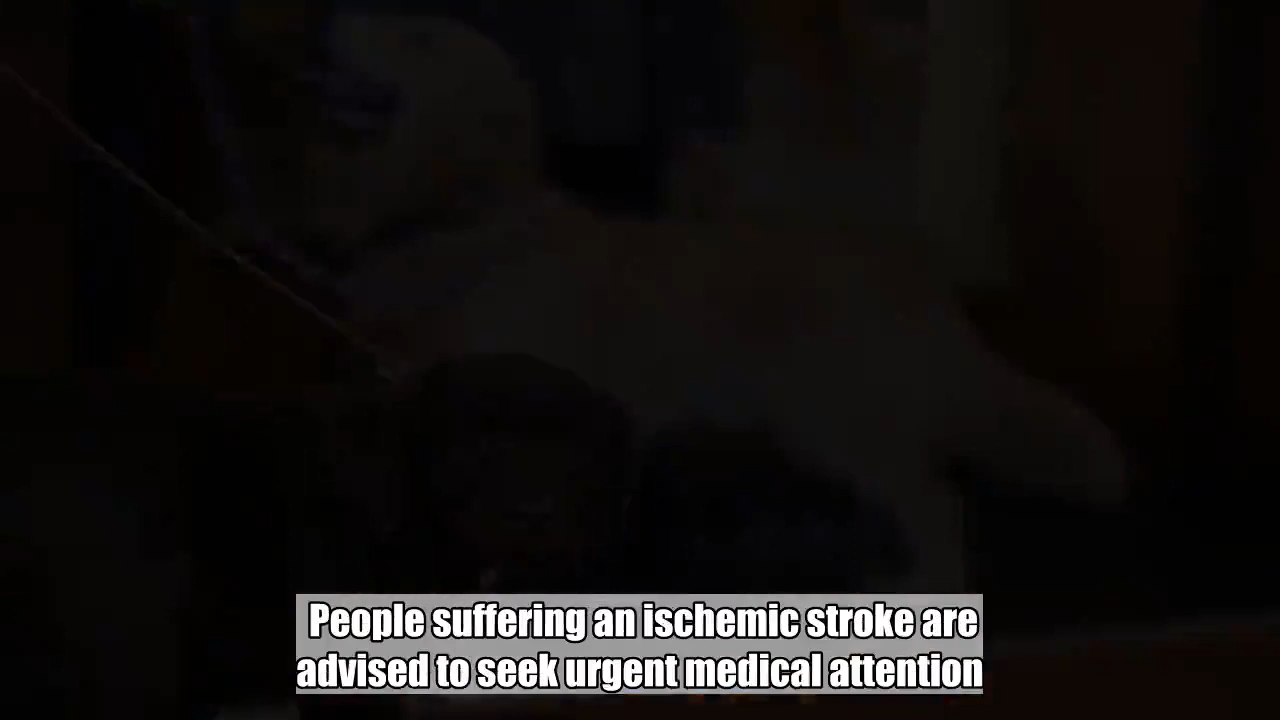 People suffering an ischemic stroke are
advised to seek urgent medical attention